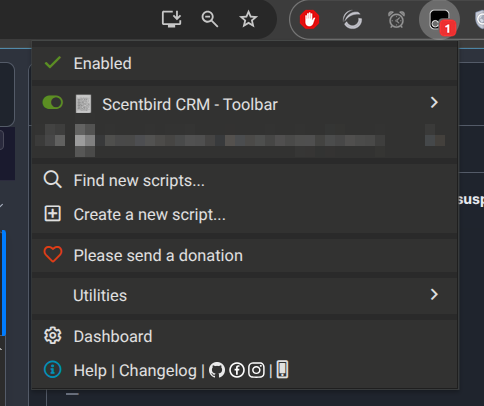 1
Enabled
Scentbird CRM - Toolbar
Find new scripts...
susp
Create a new script...
Please send a donation
Utilities
Dashboard
Help | Changelog | |